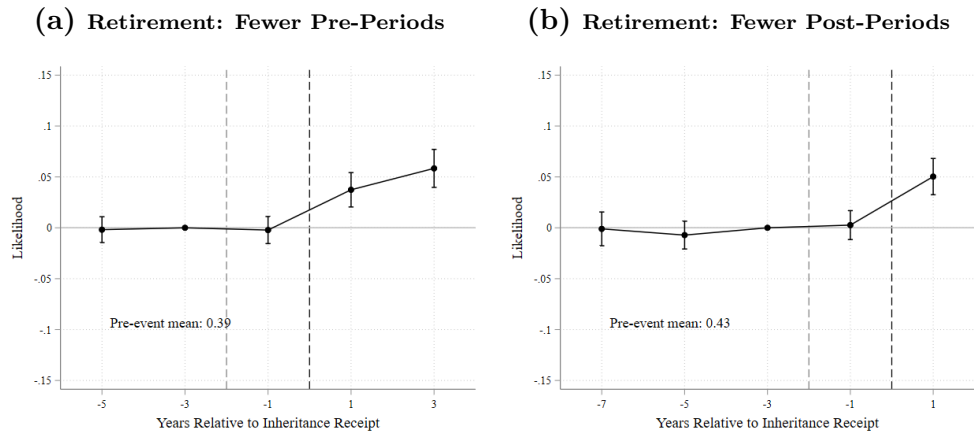 (a) Retirement: Fewer Pre-Periods
.15
.1
.05
0
-.05
-.1
-.15
Likelihood
Pre-event mean: 0.39
-5 -3 -1 1 3
Years Relative to Inheritance Receipt
(b) Retirement: Fewer Post-Periods
.15
.1
.05
0
-.05
-.1
-.15
Likelihood
Pre-event mean: 0.43
-7 -5 -3 -1 1
Years Relative to Inheritance Receipt